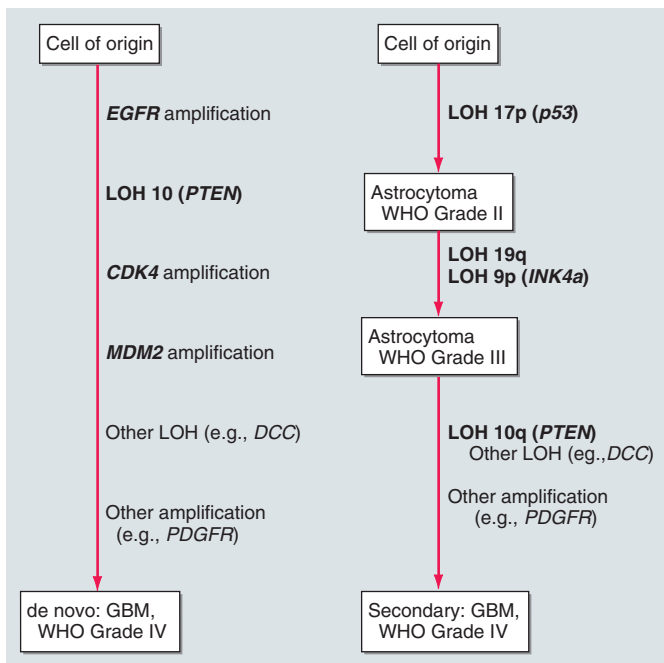 Cell of origin
EGFR amplification
LOH 10 (PTEN)
CDK4 amplification
MDM2 amplification
Other LOH (e.g., DCC)
Other amplification
(e.g., PDGFR)
de novo: GBM,
WHO Grade IV
Cell of origin
LOH 17p (p53)
Astrocytoma
WHO Grade II
LOH 19q
LOH 9p (INK4a)
Astrocytoma
WHO Grade III
LOH 10q (PTEN)
Other LOH (eg.,DCC)
Other amplification
(e.g., PDGFR)
Secondary: GBM,
WHO Grade IV